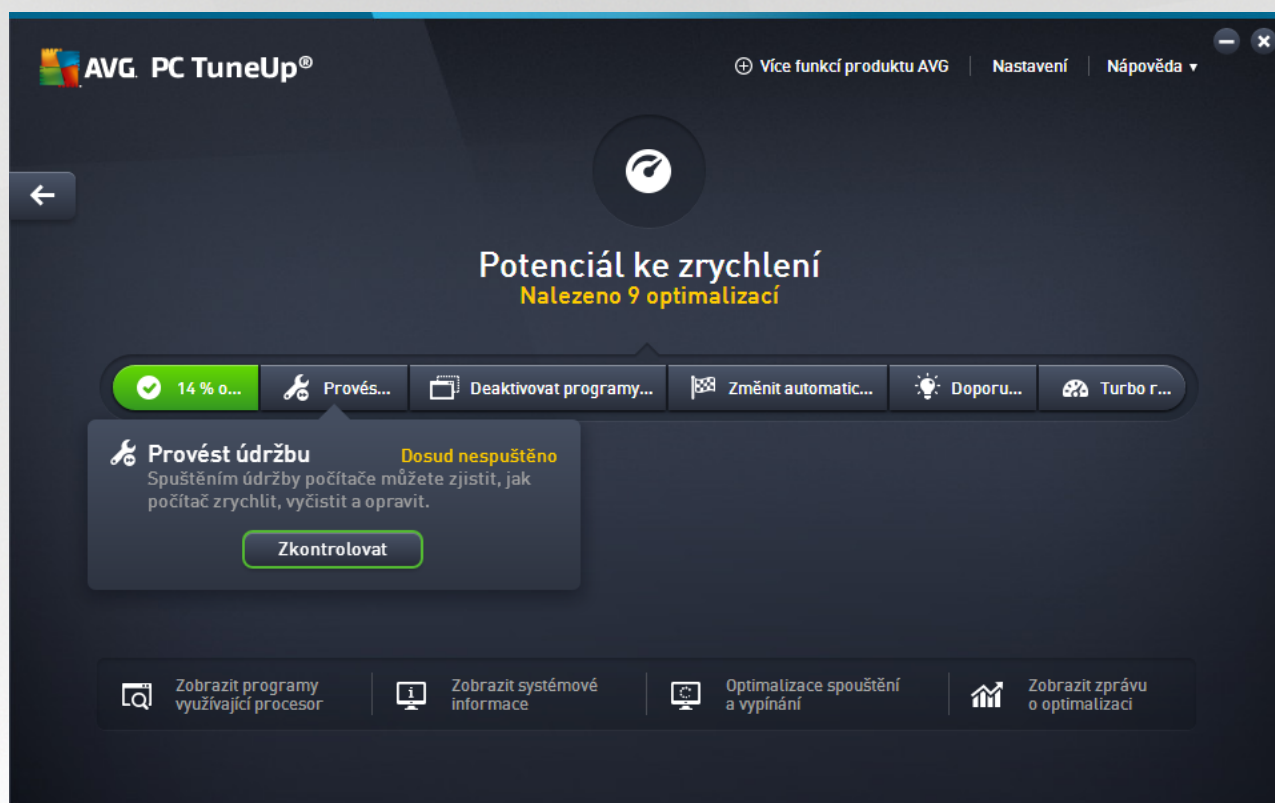 AVG. PC TuneUp®
Více funkcí produktu AVG
Nastavení
Nápověda
Potenciál ke zrychlení
Nalezeno 9 optimalizací
14 % o...
Provés...
Deaktivovat programy...
Změnit automatic...
Doporu...
Turbo r...
Provést údržbu
Dosud nespuštěno
Spuštěním údržby počítače můžete zjistit, jak
počítač zrychlit, vyčistit a opravit.
Zkontrolovat
Zobrazit programy
využívající procesor
Zobrazit systémové
informace
Optimalizace spouštění
a vypínání
Zobrazit zprávu
o optimalizaci